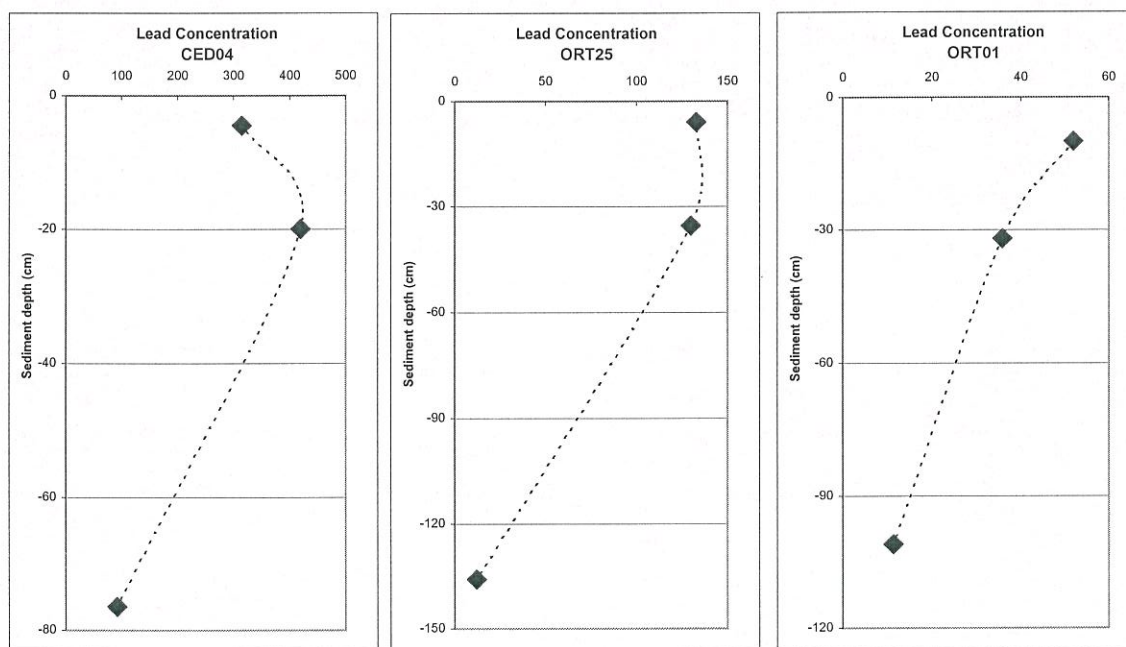 Lead Concentration
CED04
0 100 200 300 400 500
0
-20
-40
-60
-80
Sediment depth (cm)
Lead Concentration
ORT25
0 50 100 150
0
-30
-60
-90
-120
-150
Sediment depth (cm)
Lead Concentration
ORT01
0 20 40 60
0
-30
-60
-90
-120
Sediment depth (cm)